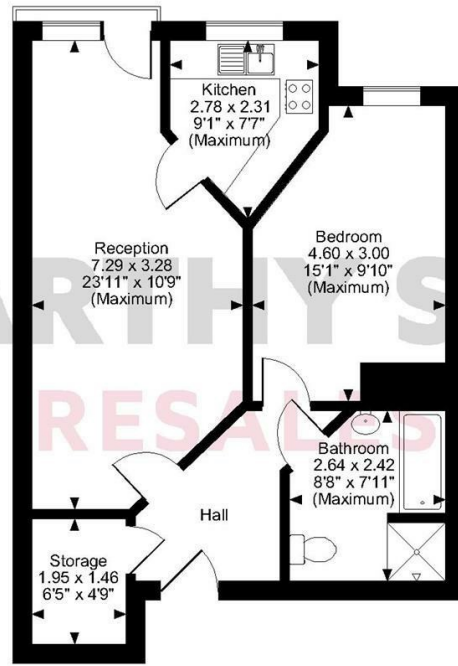 Kitchen
2.78 x 2.31
9'1" x 7'7"
(Maximum)
Reception
7.29 x 3.28
23'11" x 10'9"
(Maximum)
Bedroom
4.60 x 3.00
15'1" x 9'10"
(Maximum)
ARTHY S
RESALES
Bathroom
2.64 x 2.42
8'8" x 7'11"
(Maximum)
Hall
Storage
1.95 x 1.46
6'5" x 4'9"